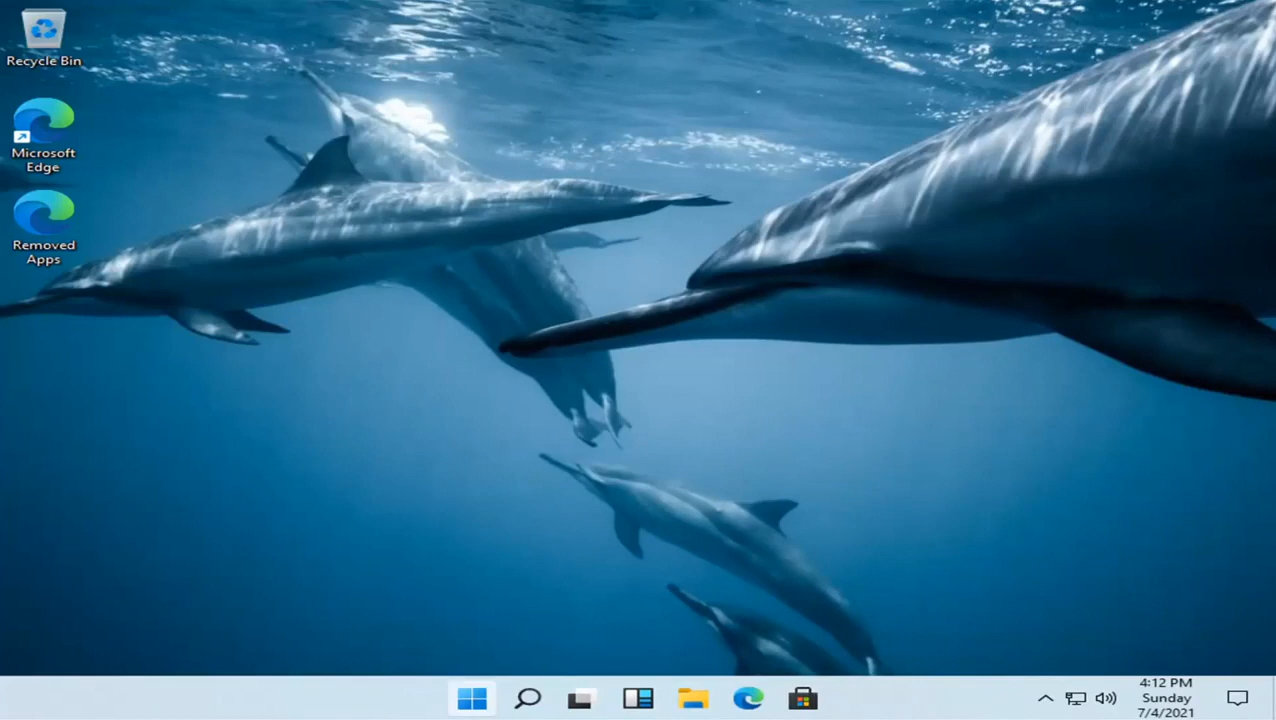 Recycle Bin
Microsoft
Edge
Removed
Apps
4:12 PM
Sunday
7/4/2021